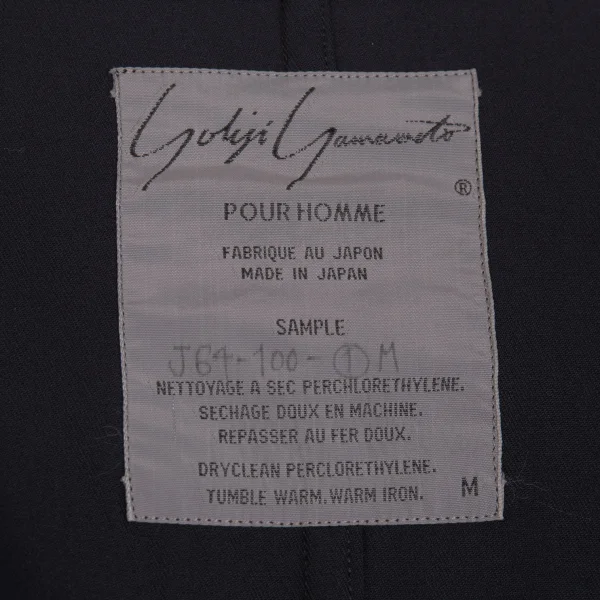 Yohji Yamamoto
®
POUR HOMME
FABRIQUE AU JAPON
MADE IN JAPAN
SAMPLE
J64-100-① M
NETTOYAGE A SEC PERCHLORETHYLENE.
SECHAGE DOUX EN MACHINE.
REPASSER AU FER DOUX.
DRYCLEAN PERCLORETHYLENE.
TUMBLE WARM. WARM IRON.
M